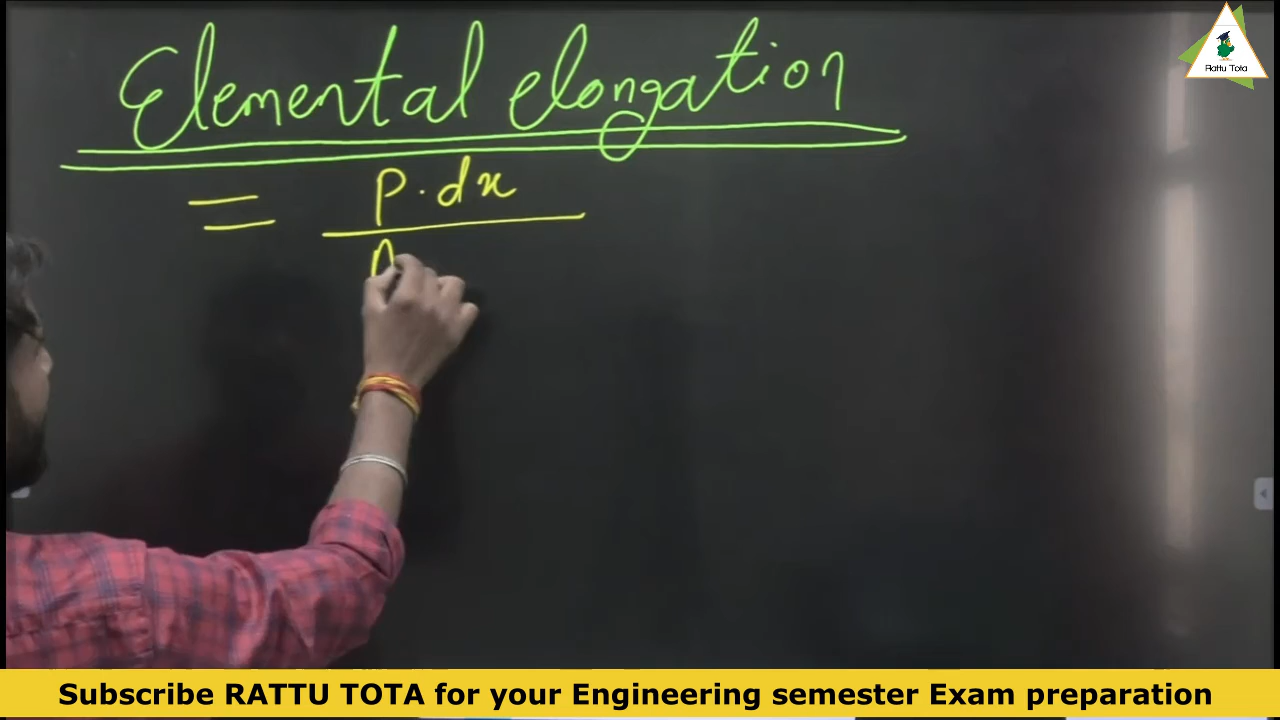 Elemental elongation
= P.dx
A
Rattu Tota
Subscribe RATTU TOTA for your Engineering semester Exam preparation